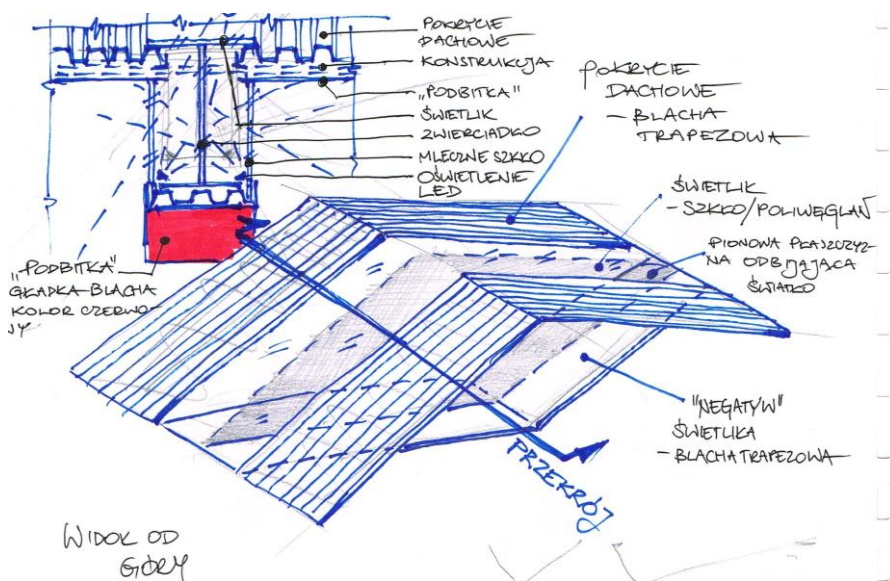 POKRYCIE
DACHOWE
KONSTRUKCJA
"PODBITKA"
ŚWIETLIK
ZWIERCIADŁO
MLECZNE SZKŁO
OŚWIETLENIE
LED
POKRYCIE
DACHOWE
- BLACHA
TRAPEZOWA
ŚWIETLIK
- SZKŁO/POLIWĘGLAN
PIONOWA PŁASZCZYZ-
NA ODBIJAJĄCA
ŚWIATŁO
"PODBITKA"
GŁADKA BLACHA
KOLOR CZERWO-
NY
"NEGATYW"
ŚWIETLIKA
- BLACHA TRAPEZOWA
PRZEKRÓJ
WIDOK OD
GÓRY